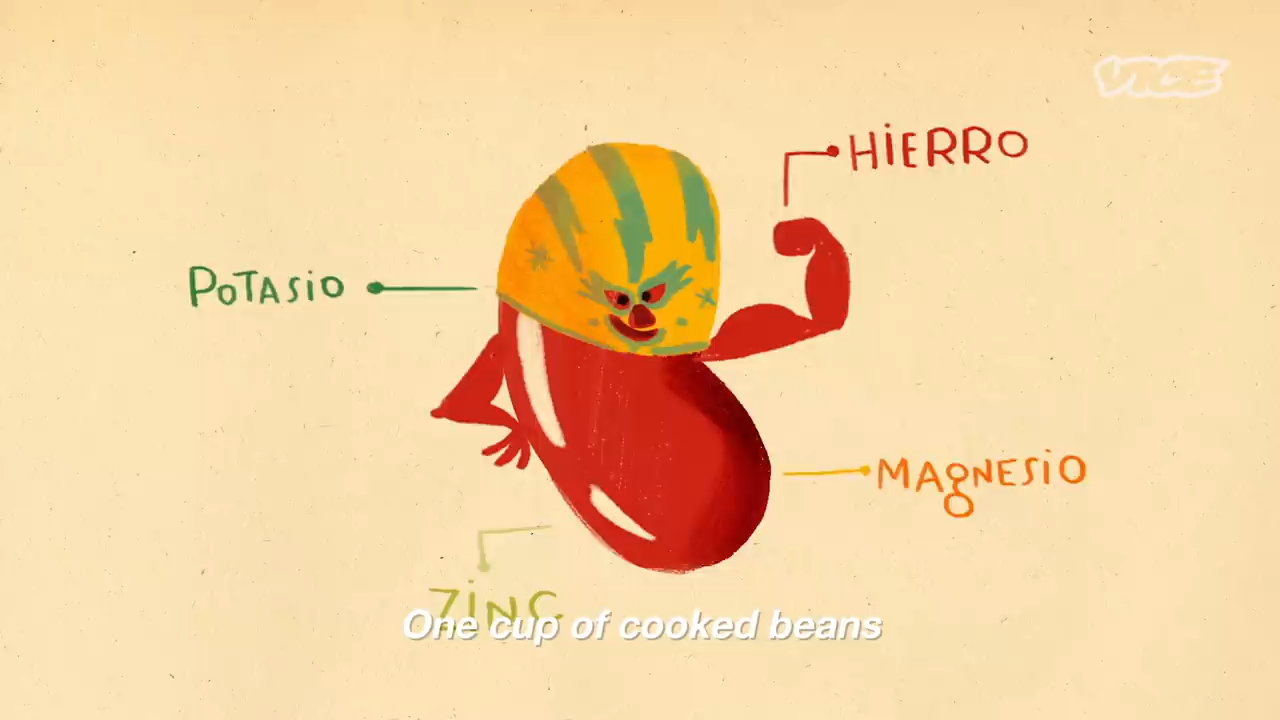 VICE
HiERRO
POTASiO
MAgNESiO
ZiNC
One cup of cooked beans